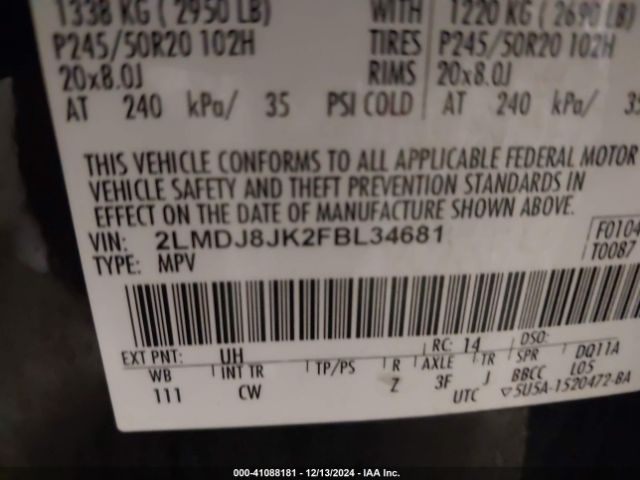 1338 KG ( 2950 LB) WITH 1220 KG ( 2690 LB)
P245/50R20 102H TIRES P245/50R20 102H
20x8.0J RIMS 20x8.0J
AT 240 kPa/ 35 PSI COLD AT 240 kPa/ 35
THIS VEHICLE CONFORMS TO ALL APPLICABLE FEDERAL MOTOR
VEHICLE SAFETY AND THEFT PREVENTION STANDARDS IN
EFFECT ON THE DATE OF MANUFACTURE SHOWN ABOVE.
VIN: 2LMDJ8JK2FBL34681 F0104
TYPE: MPV T0087
EXT PNT: UH RC: 14 DSO:
WB INT TR TP/PS R AXLE TR SPR DQ11A
111 CW Z 3F J BBCC L05
UTC ▽5U5A-1520472-BA
000-41088181 - 12/13/2024 - IAA Inc.